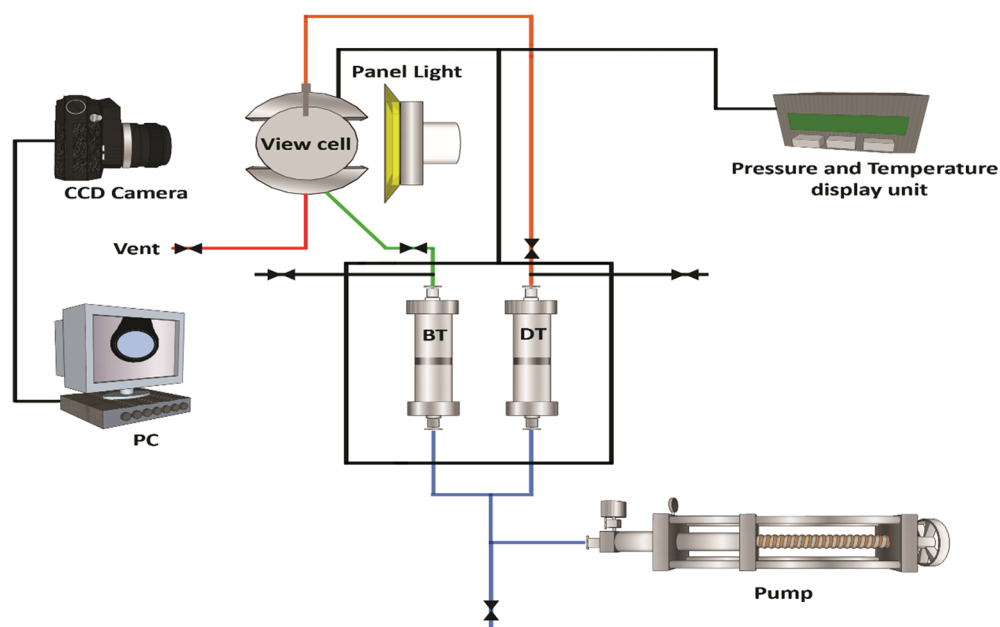 Panel Light
View cell
CCD Camera
Pressure and Temperature
display unit
Vent
BT
DT
PC
Pump